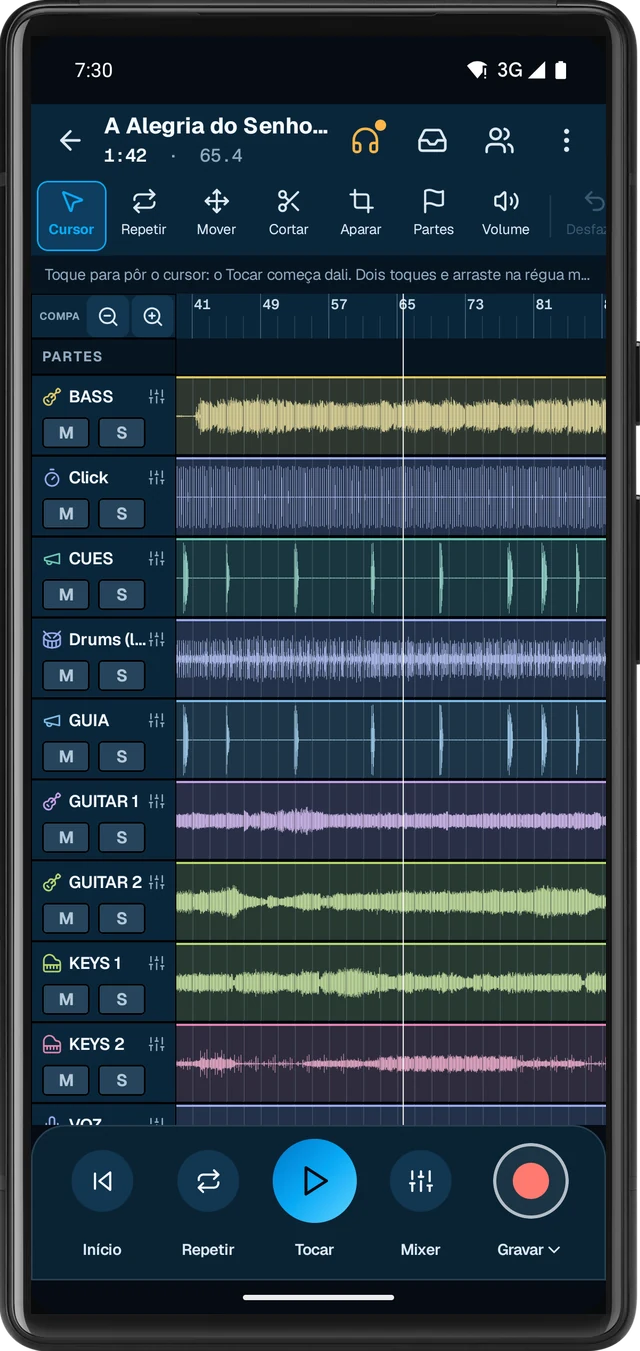 7:30
3G
A Alegria do Senho...
1:42 · 65.4
Cursor
Repetir
Mover
Cortar
Aparar
Partes
Volume
Desfa
Toque para pôr o cursor: o Tocar começa dali. Dois toques e arraste na régua m...
COMPA
41 49 57 65 73 81
PARTES
BASS
M S
Click
M S
CUES
M S
Drums (l...
M S
GUIA
M S
GUITAR 1
M S
GUITAR 2
M S
KEYS 1
M S
KEYS 2
M S
VOZ
Início
Repetir
Tocar
Mixer
Gravar